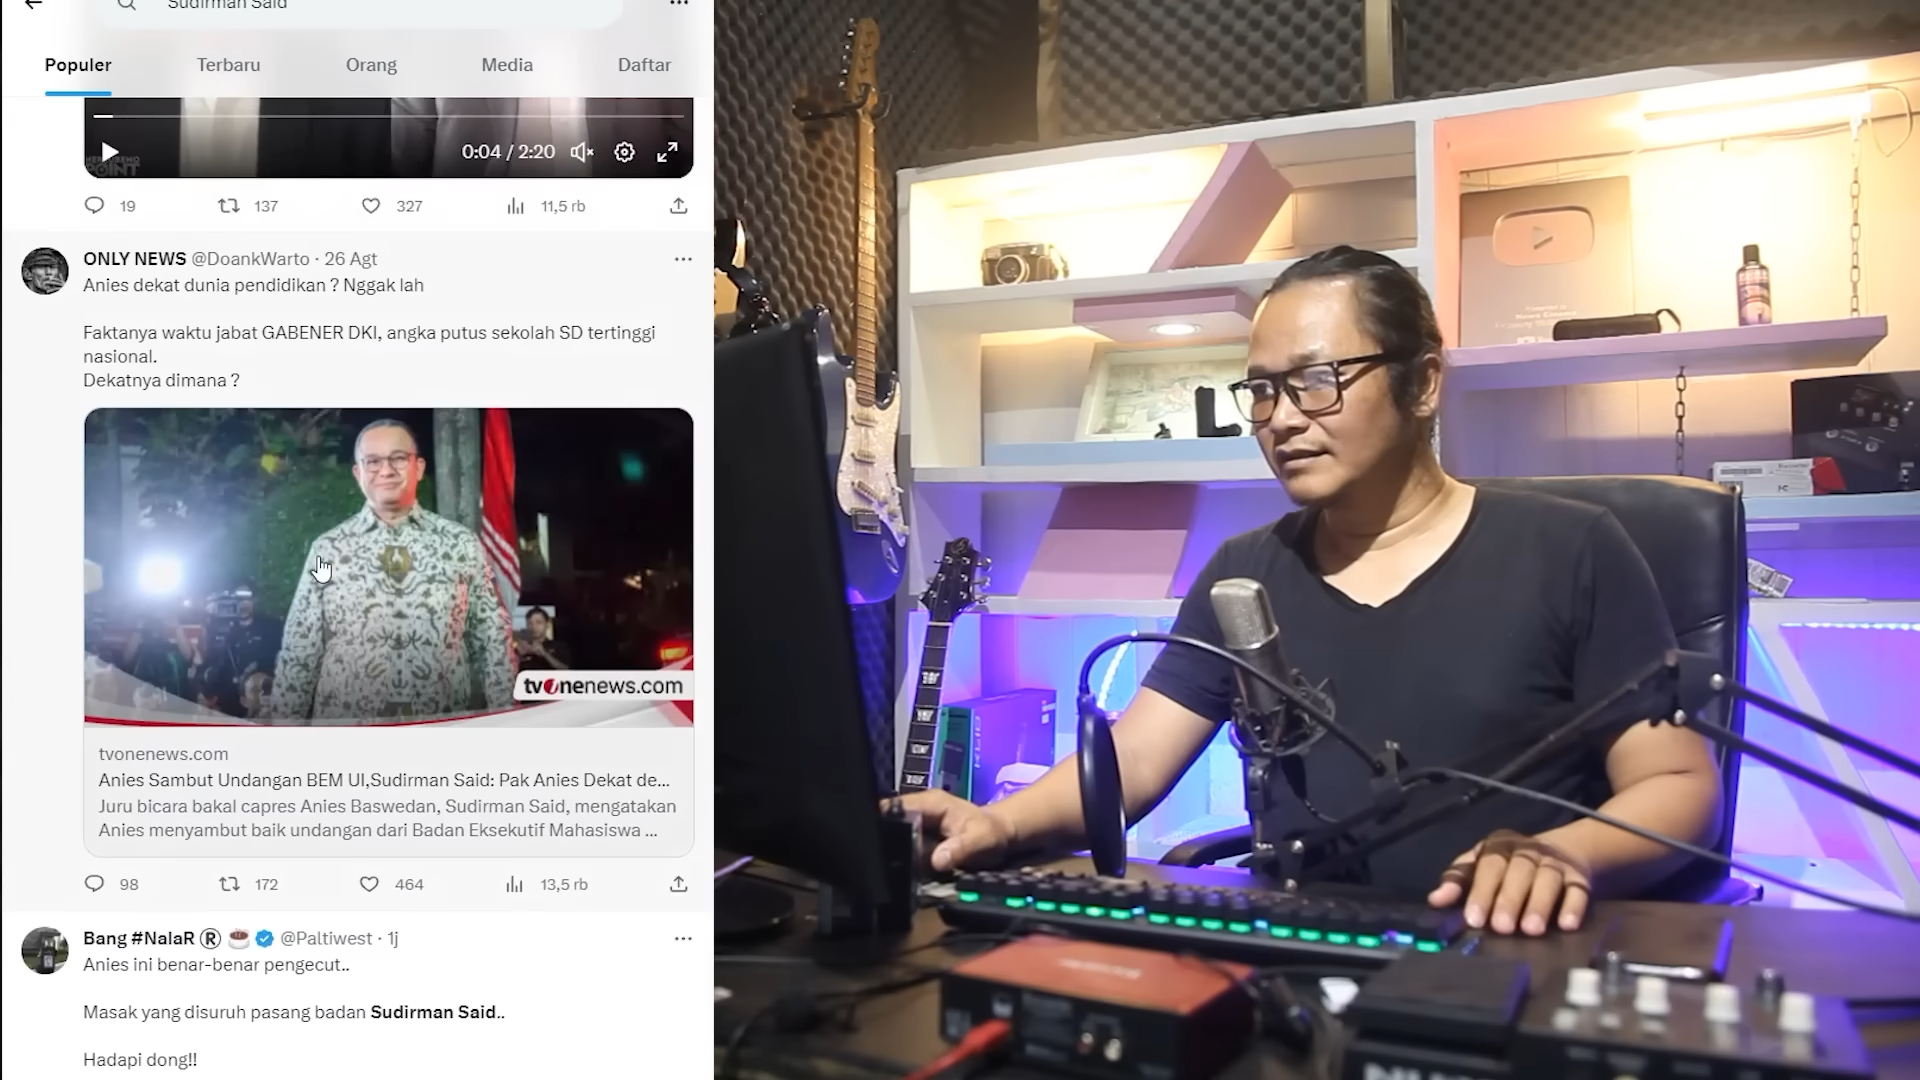 Sudirman Said
Populer
Terbaru
Orang
Media
Daftar
POINT
0:04 / 2:20
19
137
327
11,5 rb
ONLY NEWS @DoankWarto · 26 Agt
Anies dekat dunia pendidikan ? Nggak lah
Faktanya waktu jabat GABENER DKI, angka putus sekolah SD tertinggi
nasional.
Dekatnya dimana ?
tvonenews.com
tvonenews.com
Anies Sambut Undangan BEM UI,Sudirman Said: Pak Anies Dekat de...
Juru bicara bakal capres Anies Baswedan, Sudirman Said, mengatakan
Anies menyambut baik undangan dari Badan Eksekutif Mahasiswa ...
98
172
464
13,5 rb
Bang #NalaR ® @Paltiwest · 1j
Anies ini benar-benar pengecut..
Masak yang disuruh pasang badan Sudirman Said..
Hadapi dong!!